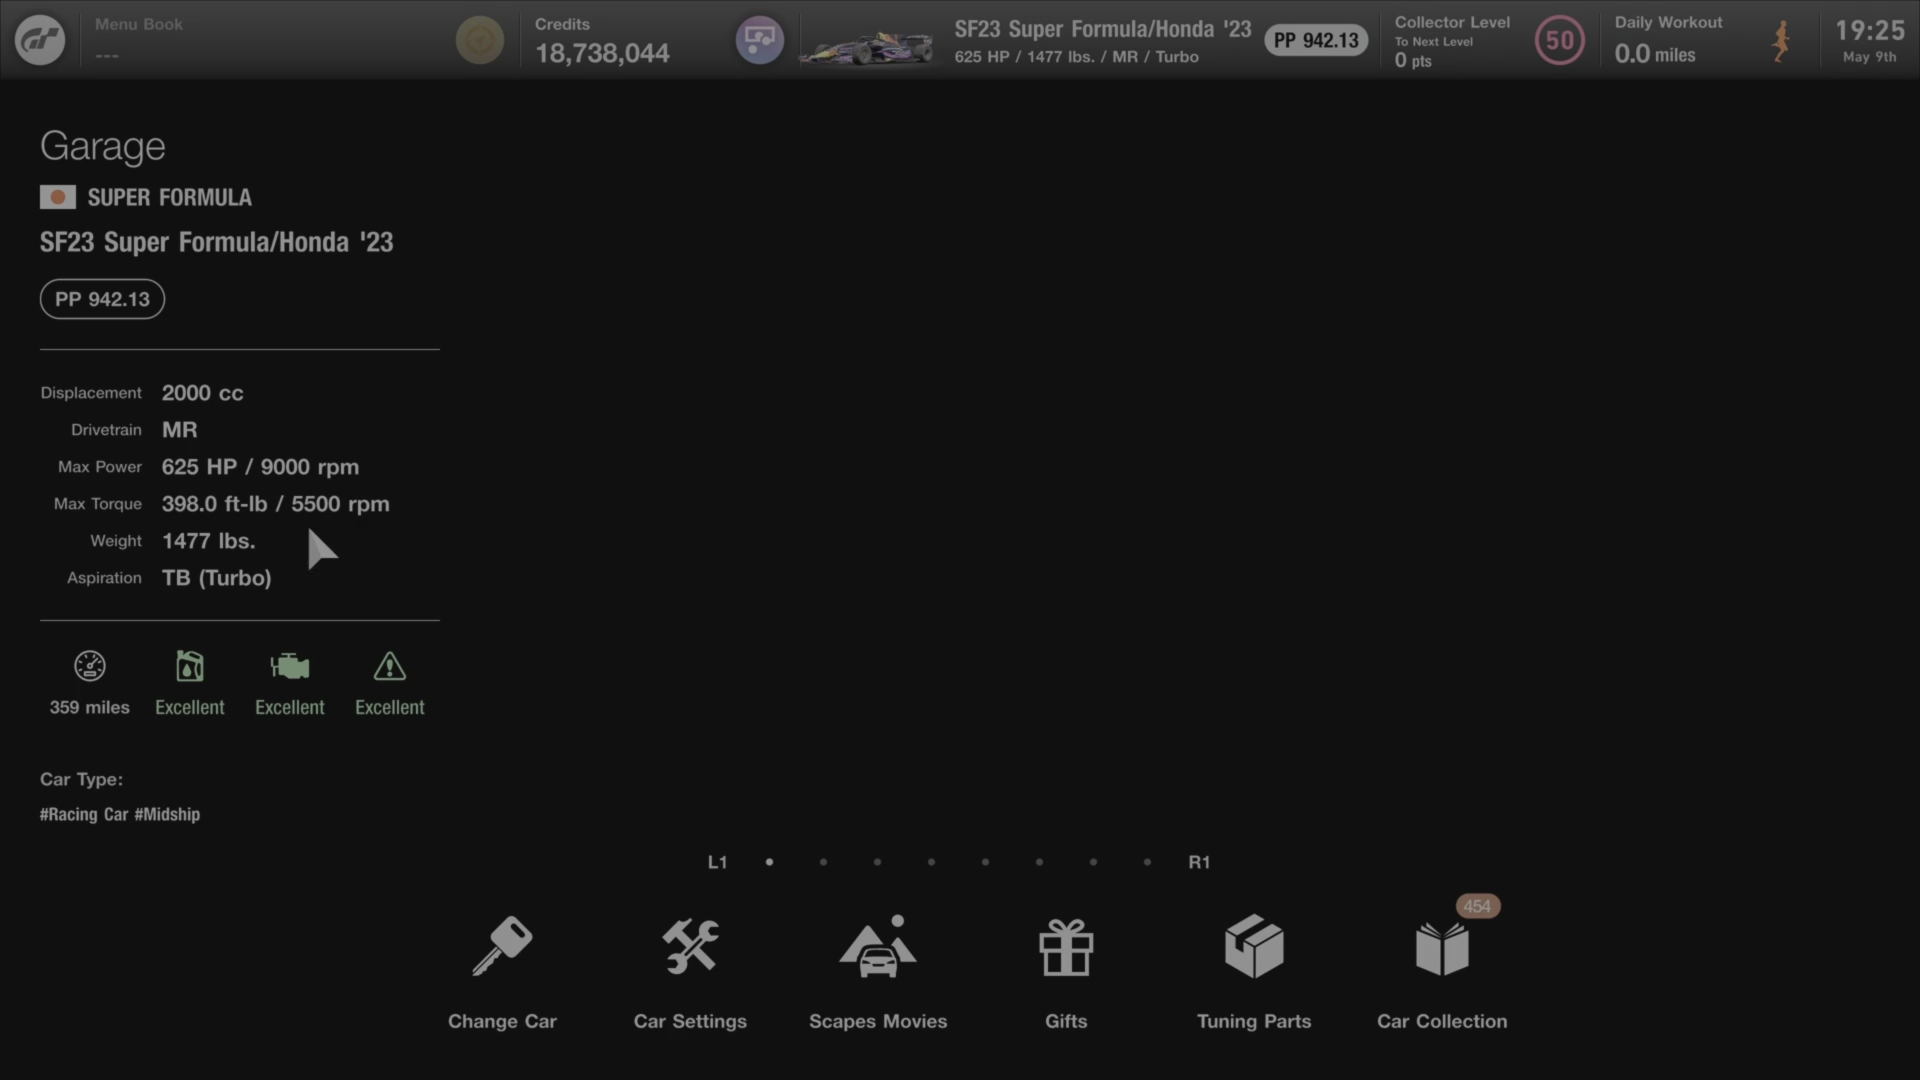 Menu Book
---
Credits
18,738,044
SF23 Super Formula/Honda '23
625 HP / 1477 lbs. / MR / Turbo
PP 942.13
Collector Level
To Next Level
0 pts
50
Daily Workout
0.0 miles
19:25
May 9th
Garage
SUPER FORMULA
SF23 Super Formula/Honda '23
PP 942.13
Displacement 2000 cc
Drivetrain MR
Max Power 625 HP / 9000 rpm
Max Torque 398.0 ft-lb / 5500 rpm
Weight 1477 lbs.
Aspiration TB (Turbo)
359 miles Excellent Excellent Excellent
Car Type:
#Racing Car #Midship
L1 R1
454
Change Car Car Settings Scapes Movies Gifts Tuning Parts Car Collection